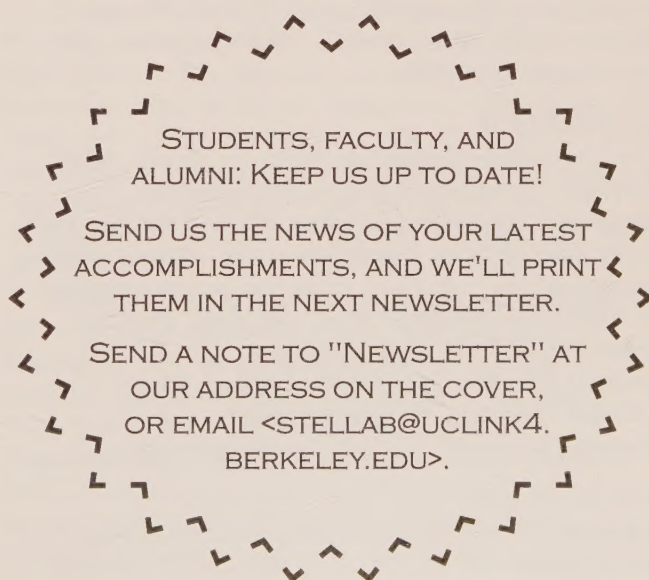 STUDENTS, FACULTY, AND
ALUMNI: KEEP US UP TO DATE!
SEND US THE NEWS OF YOUR LATEST
ACCOMPLISHMENTS, AND WE'LL PRINT
THEM IN THE NEXT NEWSLETTER.
SEND A NOTE TO "NEWSLETTER" AT
OUR ADDRESS ON THE COVER,
OR EMAIL <STELLAB@UCLINK4.
BERKELEY.EDU>.